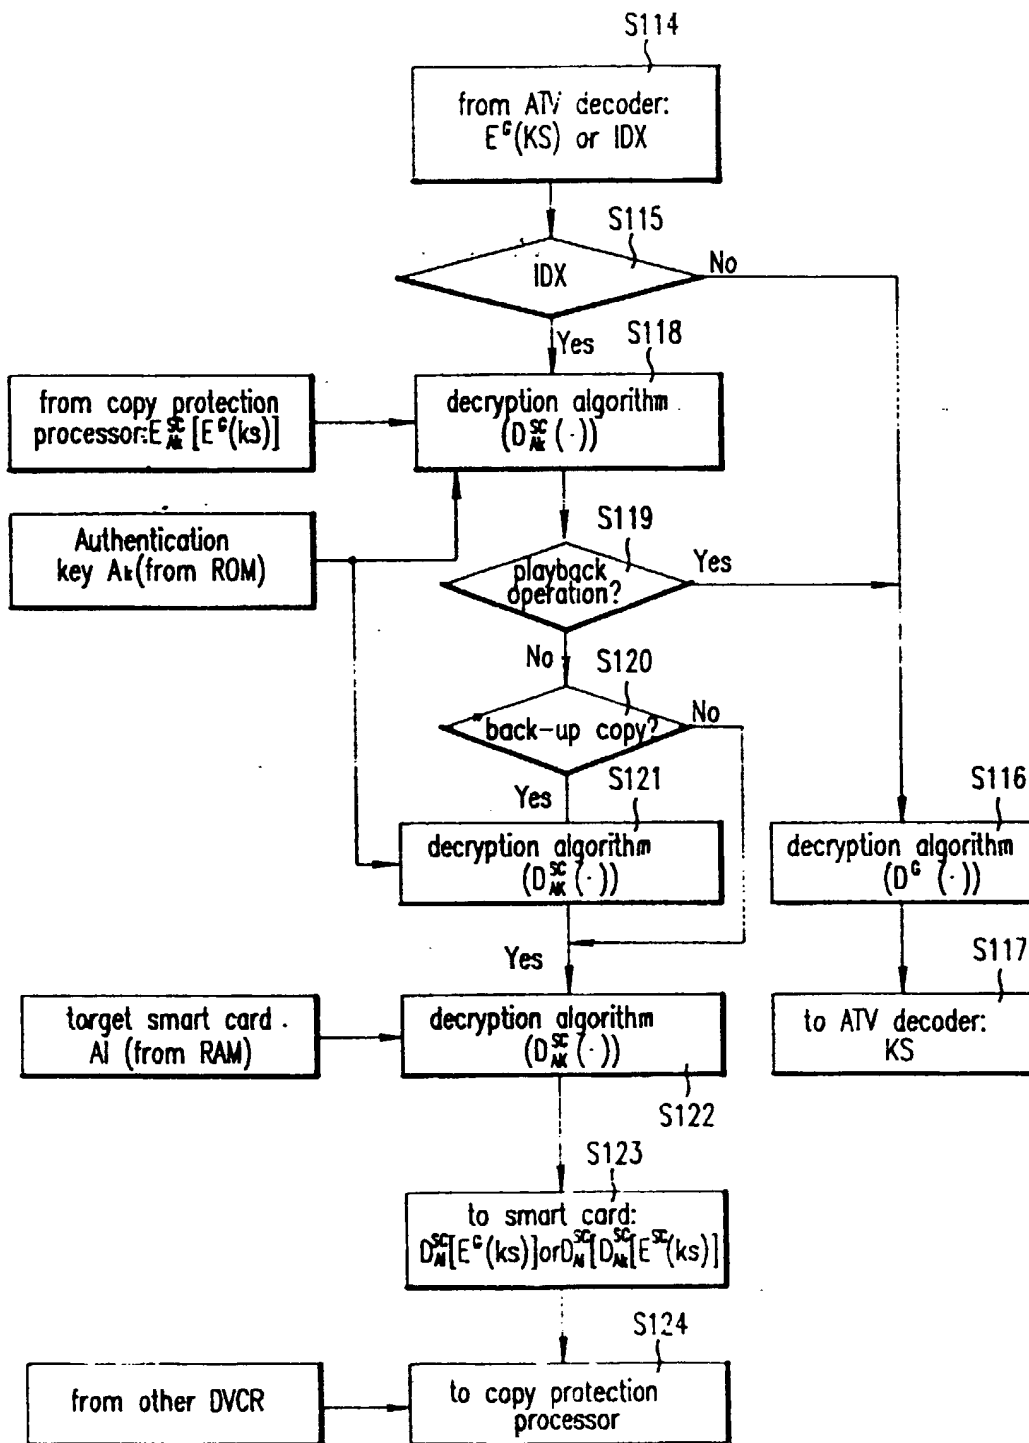 S114
from ATV decoder:
E^G(KS) or IDX
S115
IDX
No
Yes
S118
from copy protection
processor:E^SC_Ak[E^G(ks)]
decryption algorithm
(D^SC_Ak(·))
Authentication
key Ak(from ROM)
S119
playback
operation?
Yes
No
S120
back-up copy?
No
Yes
S121
decryption algorithm
(D^SC_AK(·))
S116
decryption algorithm
(D^G (·))
Yes
S117
torget smart card
AI (from RAM)
decryption algorithm
(D^SC_AK(·))
to ATV decoder:
KS
S122
S123
to smart card:
D^SC_AI[E^G(ks)]orD^SC_AI[D^SC_Ak[E^SC(ks)]
S124
from other DVCR
to copy protection
processor